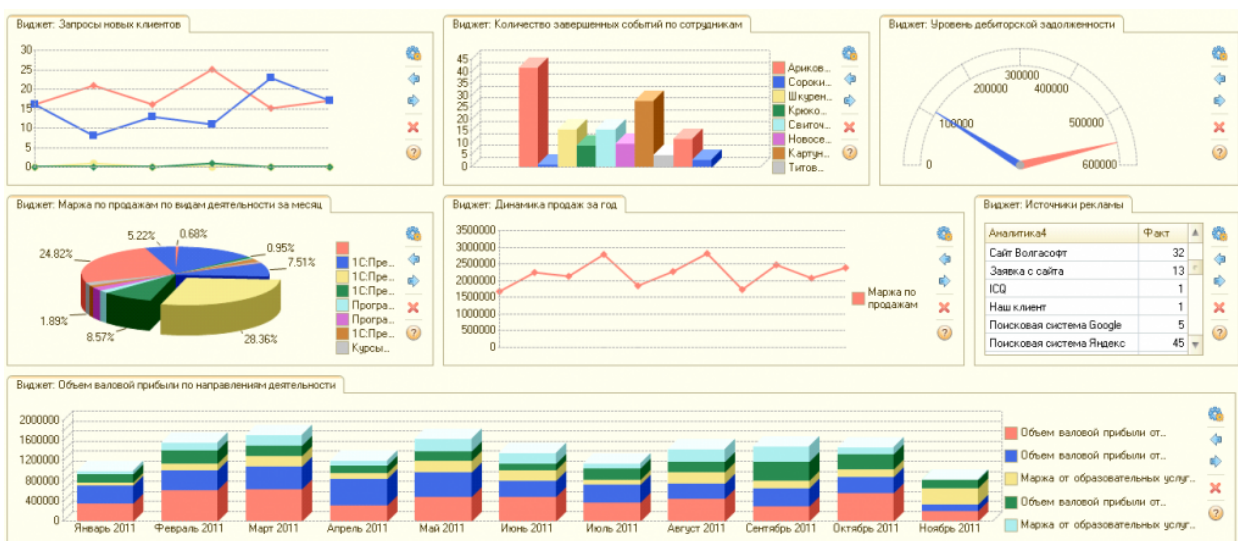 Виджет: Запросы новых клиентов
30
25
20
15
10
5
0
Виджет: Количество завершенных событий по сотрудникам
45
40
35
30
25
20
15
10
5
0
Ариков...
Сороки...
Шкурен...
Крюко...
Свиточ...
Новосе...
Картун...
Титов...
Виджет: Уровень дебиторской задолженности
0
100000
200000
300000
400000
500000
600000
Виджет: Маржа по продажам по видам деятельности за месяц
5.22%
0.68%
0.95%
7.51%
24.82%
1.89%
8.57%
28.36%
1С:Пре...
1С:Пре...
1С:Пре...
Програ...
Програ...
1С:Пре...
Курсы...
Виджет: Динамика продаж за год
3500000
3000000
2500000
2000000
1500000
1000000
500000
0
Маржа по
продажам
Виджет: Источники рекламы
Аналитика4 Факт
Сайт Волгасофт 32
Заявка с сайта 13
ICQ 1
Наш клиент 1
Поисковая система Google 5
Поисковая система Яндекс 45
Виджет: Объем валовой прибыли по направлениям деятельности
2000000
1600000
1200000
800000
400000
0
Январь 2011 Февраль 2011 Март 2011 Апрель 2011 Май 2011 Июнь 2011 Июль 2011 Август 2011 Сентябрь 2011 Октябрь 2011 Ноябрь 2011
Объем валовой прибыли от...
Объем валовой прибыли от...
Маржа от образовательных услуг...
Объем валовой прибыли от...
Маржа от образовательных услуг...